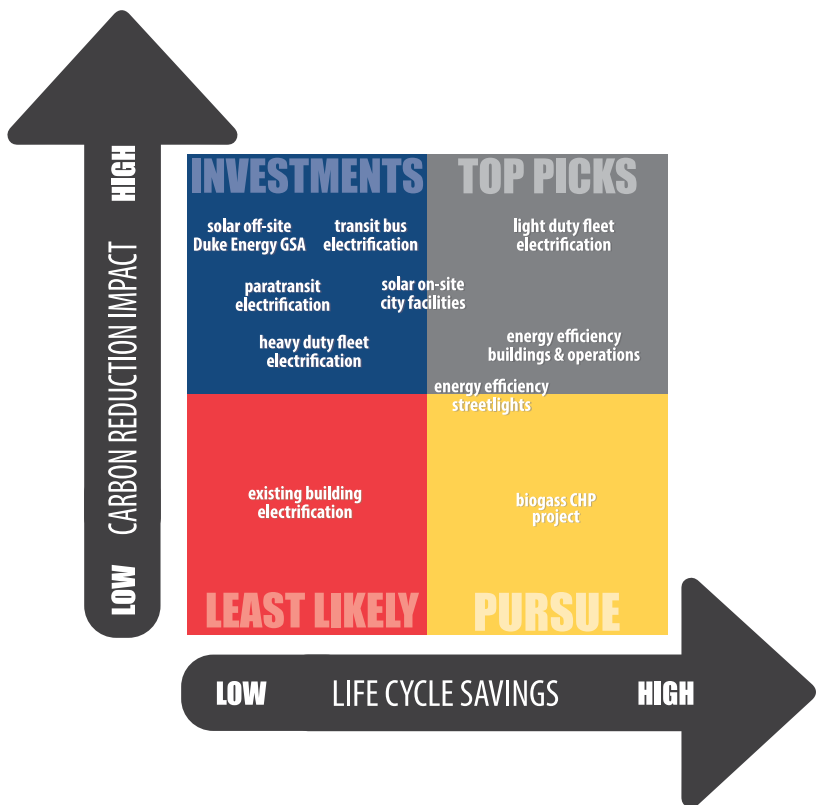 HIGH
CARBON REDUCTION IMPACT
LOW
INVESTMENTS
TOP PICKS
solar off-site
Duke Energy GSA
transit bus
electrification
light duty fleet
electrification
paratransit
electrification
solar on-site
city facilities
heavy duty fleet
electrification
energy efficiency
buildings & operations
energy efficiency
streetlights
existing building
electrification
biogass CHP
project
LEAST LIKELY
PURSUE
LOW
LIFE CYCLE SAVINGS
HIGH